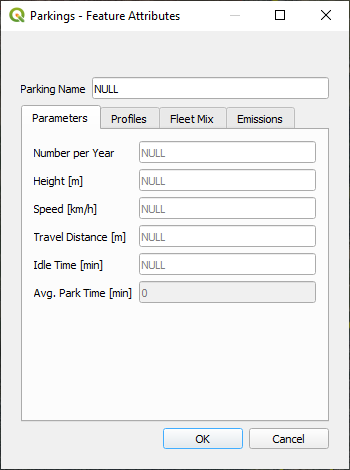 Parkings - Feature Attributes
Parking Name NULL
Parameters Profiles Fleet Mix Emissions
Number per Year NULL
Height [m] NULL
Speed [km/h] NULL
Travel Distance [m] NULL
Idle Time [min] NULL
Avg. Park Time [min] 0
OK Cancel